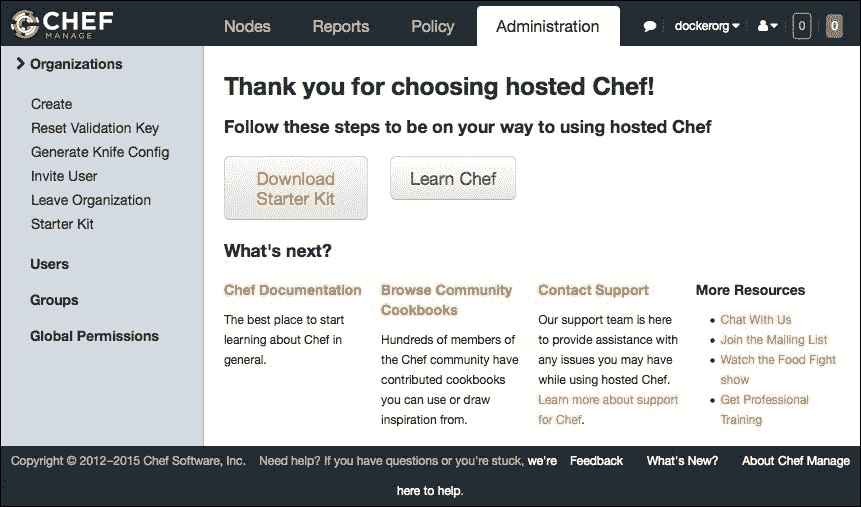 CHEF
MANAGE
Nodes Reports Policy Administration dockerorg 0 0
Organizations
Create
Reset Validation Key
Generate Knife Config
Invite User
Leave Organization
Starter Kit
Users
Groups
Global Permissions
Thank you for choosing hosted Chef!
Follow these steps to be on your way to using hosted Chef
Download
Starter Kit
Learn Chef
What's next?
Chef Documentation
The best place to start
learning about Chef in
general.
Browse Community
Cookbooks
Hundreds of members of
the Chef community have
contributed cookbooks
you can use or draw
inspiration from.
Contact Support
Our support team is here
to provide assistance with
any issues you may have
while using hosted Chef.
Learn more about support
for Chef.
More Resources
Chat With Us
Join the Mailing List
Watch the Food Fight
show
Get Professional
Training
Copyright © 2012–2015 Chef Software, Inc. Need help? If you have questions or you're stuck, we're Feedback What's New? About Chef Manage
here to help.